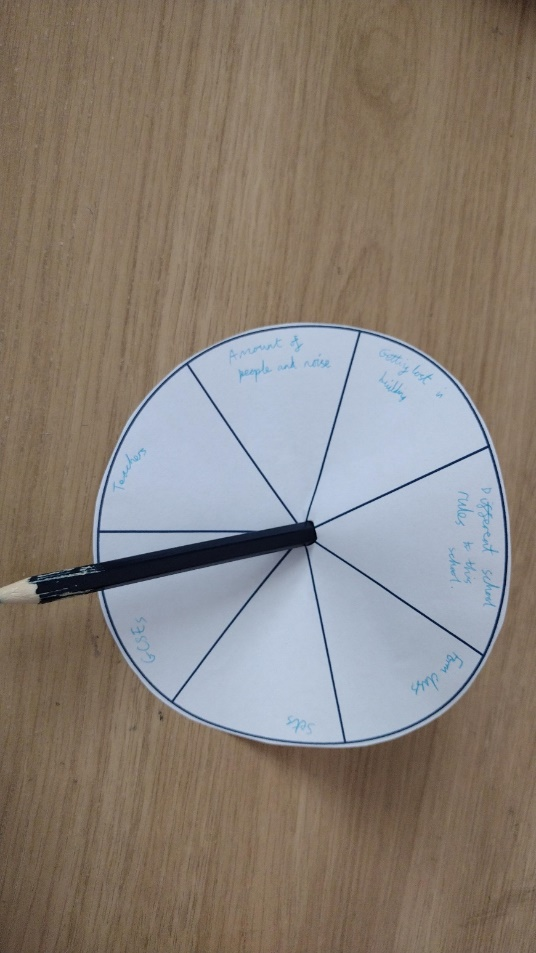 Amount of
people and noise
Getting lost in
building
Different school
rules to this
school.
Form class
Sets
GCSEs
Teachers